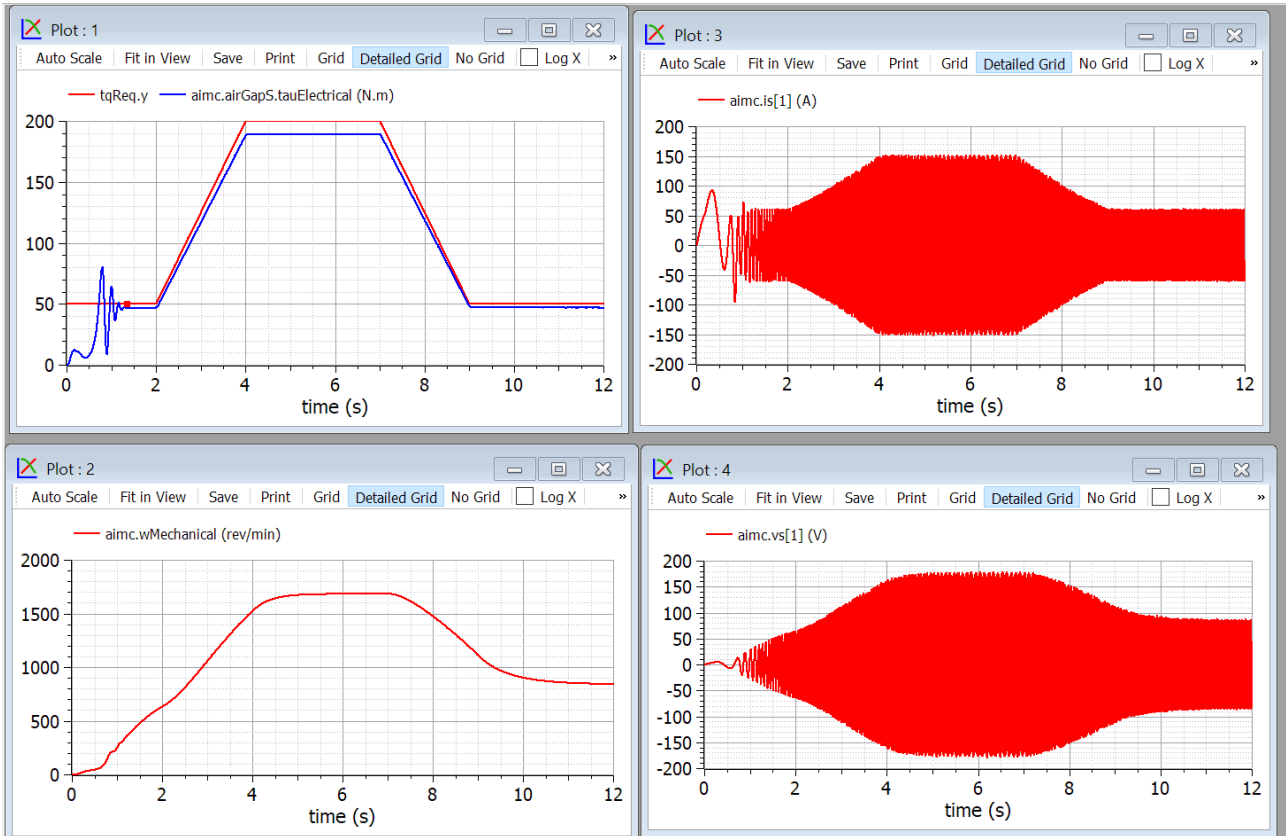 Plot : 1
Auto Scale Fit in View Save Print Grid Detailed Grid No Grid Log X »
tqReq.y aimc.airGapS.tauElectrical (N.m)
200
150
100
50
0
0 2 4 6 8 10 12
time (s)
Plot : 3
Auto Scale Fit in View Save Print Grid Detailed Grid No Grid Log X »
aimc.is[1] (A)
200
150
100
50
0
-50
-100
-150
-200
0 2 4 6 8 10 12
time (s)
Plot : 2
Auto Scale Fit in View Save Print Grid Detailed Grid No Grid Log X »
aimc.wMechanical (rev/min)
2000
1500
1000
500
0
0 2 4 6 8 10 12
time (s)
Plot : 4
Auto Scale Fit in View Save Print Grid Detailed Grid No Grid Log X »
aimc.vs[1] (V)
200
150
100
50
0
-50
-100
-150
-200
0 2 4 6 8 10 12
time (s)